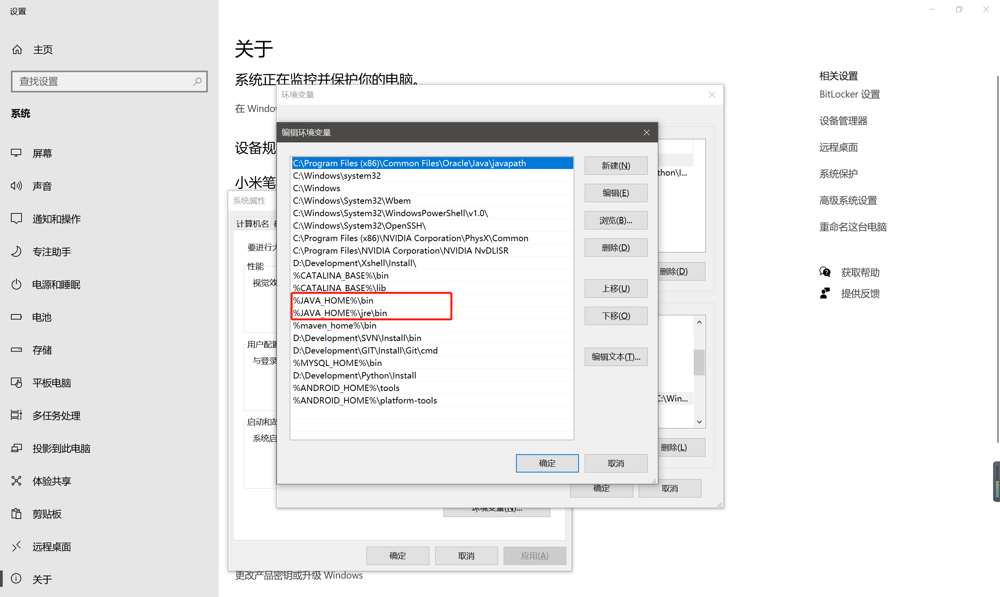 设置
主页
查找设置
系统
屏幕
声音
通知和操作
专注助手
电源和睡眠
电池
存储
平板电脑
多任务处理
投影到此电脑
体验共享
剪贴板
远程桌面
关于
关于
系统正在监控并保护你的电脑。
在 Window
设备规
小米笔
系统属性
计算机名
要进行大
性能
视觉效
用户配置
与登录
启动和故
系统启
环境变量(N)...
确定
取消
应用(A)
更改产品密钥或升级 Windows
环境变量
thon\l...
删除(D)
C:\Win...
删除(L)
确定
取消
编辑环境变量
C:\Program Files (x86)\Common Files\Oracle\Java\javapath
C:\Windows\system32
C:\Windows
C:\Windows\System32\Wbem
C:\Windows\System32\WindowsPowerShell\v1.0\
C:\Windows\System32\OpenSSH\
C:\Program Files (x86)\NVIDIA Corporation\PhysX\Common
C:\Program Files\NVIDIA Corporation\NVIDIA NvDLISR
D:\Development\Xshell\Install\
%CATALINA_BASE%\bin
%CATALINA_BASE%\lib
%JAVA_HOME%\bin
%JAVA_HOME%\jre\bin
%maven_home%\bin
D:\Development\SVN\Install\bin
D:\Development\GIT\Install\Git\cmd
%MYSQL_HOME%\bin
D:\Development\Python\Install
%ANDROID_HOME%\tools
%ANDROID_HOME%\platform-tools
新建(N)
编辑(E)
浏览(B)...
删除(D)
上移(U)
下移(O)
编辑文本(T)...
确定
取消
相关设置
BitLocker 设置
设备管理器
远程桌面
系统保护
高级系统设置
重命名这台电脑
获取帮助
提供反馈